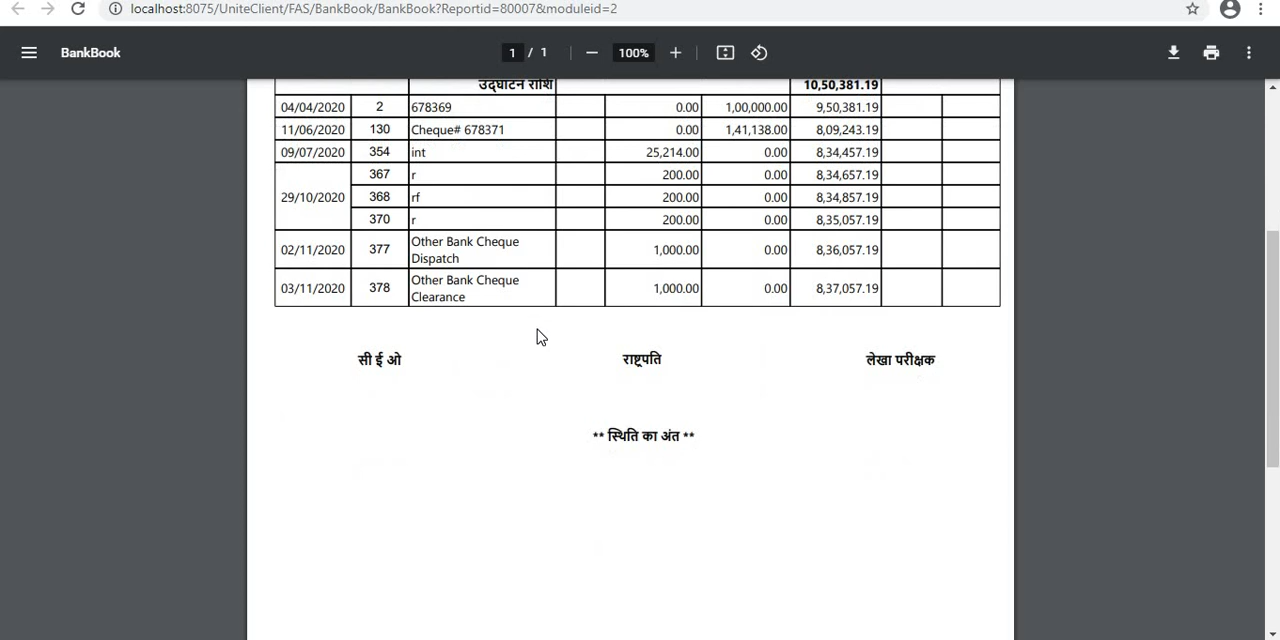 localhost:8075/UniteClient/FAS/BankBook/BankBook?Reportid=80007&moduleid=2
BankBook 1 / 1 100%
उद्घाटन राशि 10,50,381.19
04/04/2020 2 678369 0.00 1,00,000.00 9,50,381.19
11/06/2020 130 Cheque# 678371 0.00 1,41,138.00 8,09,243.19
09/07/2020 354 int 25,214.00 0.00 8,34,457.19
367 r 200.00 0.00 8,34,657.19
29/10/2020 368 rf 200.00 0.00 8,34,857.19
370 r 200.00 0.00 8,35,057.19
02/11/2020 377 Other Bank Cheque
Dispatch 1,000.00 0.00 8,36,057.19
03/11/2020 378 Other Bank Cheque
Clearance 1,000.00 0.00 8,37,057.19
सी ई ओ राष्ट्रपति लेखा परीक्षक
** स्थिति का अंत **